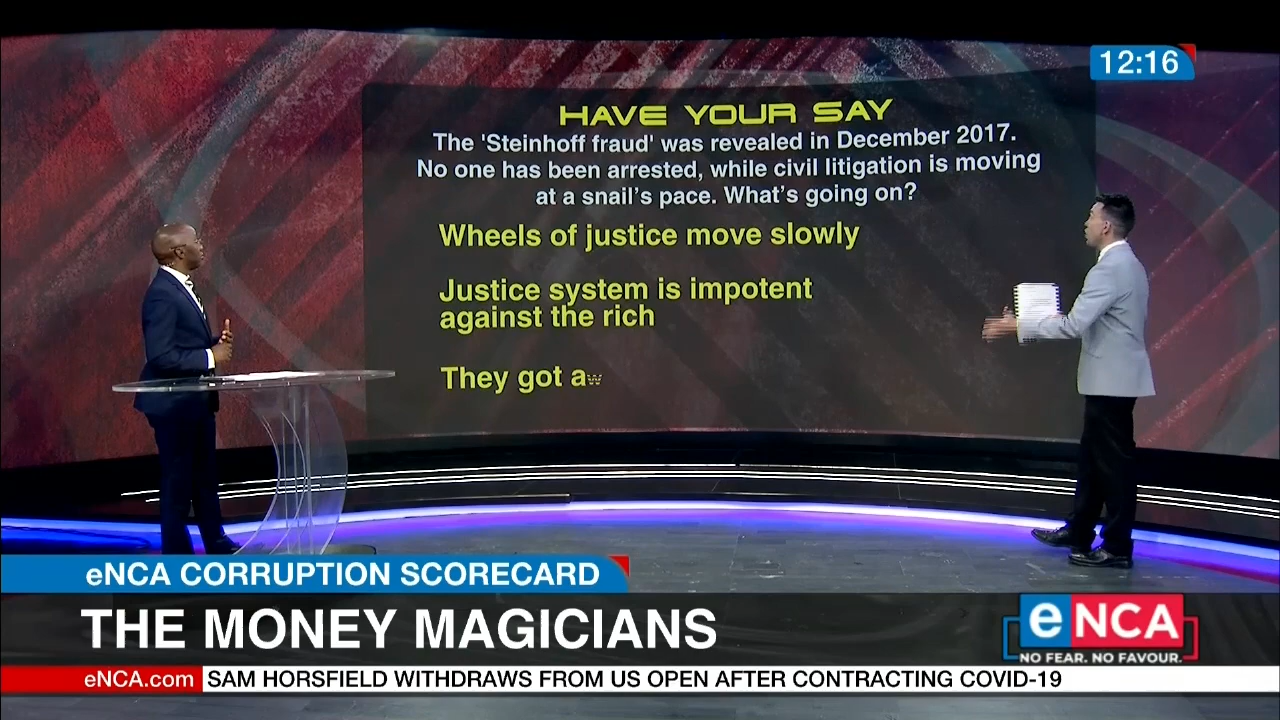 12:16
HAVE YOUR SAY
The 'Steinhoff fraud' was revealed in December 2017.
No one has been arrested, while civil litigation is moving
at a snail's pace. What's going on?
Wheels of justice move slowly
Justice system is impotent
against the rich
They got aw
eNCA CORRUPTION SCORECARD
THE MONEY MAGICIANS
eNCA
NO FEAR. NO FAVOUR.
eNCA.com SAM HORSFIELD WITHDRAWS FROM US OPEN AFTER CONTRACTING COVID-19